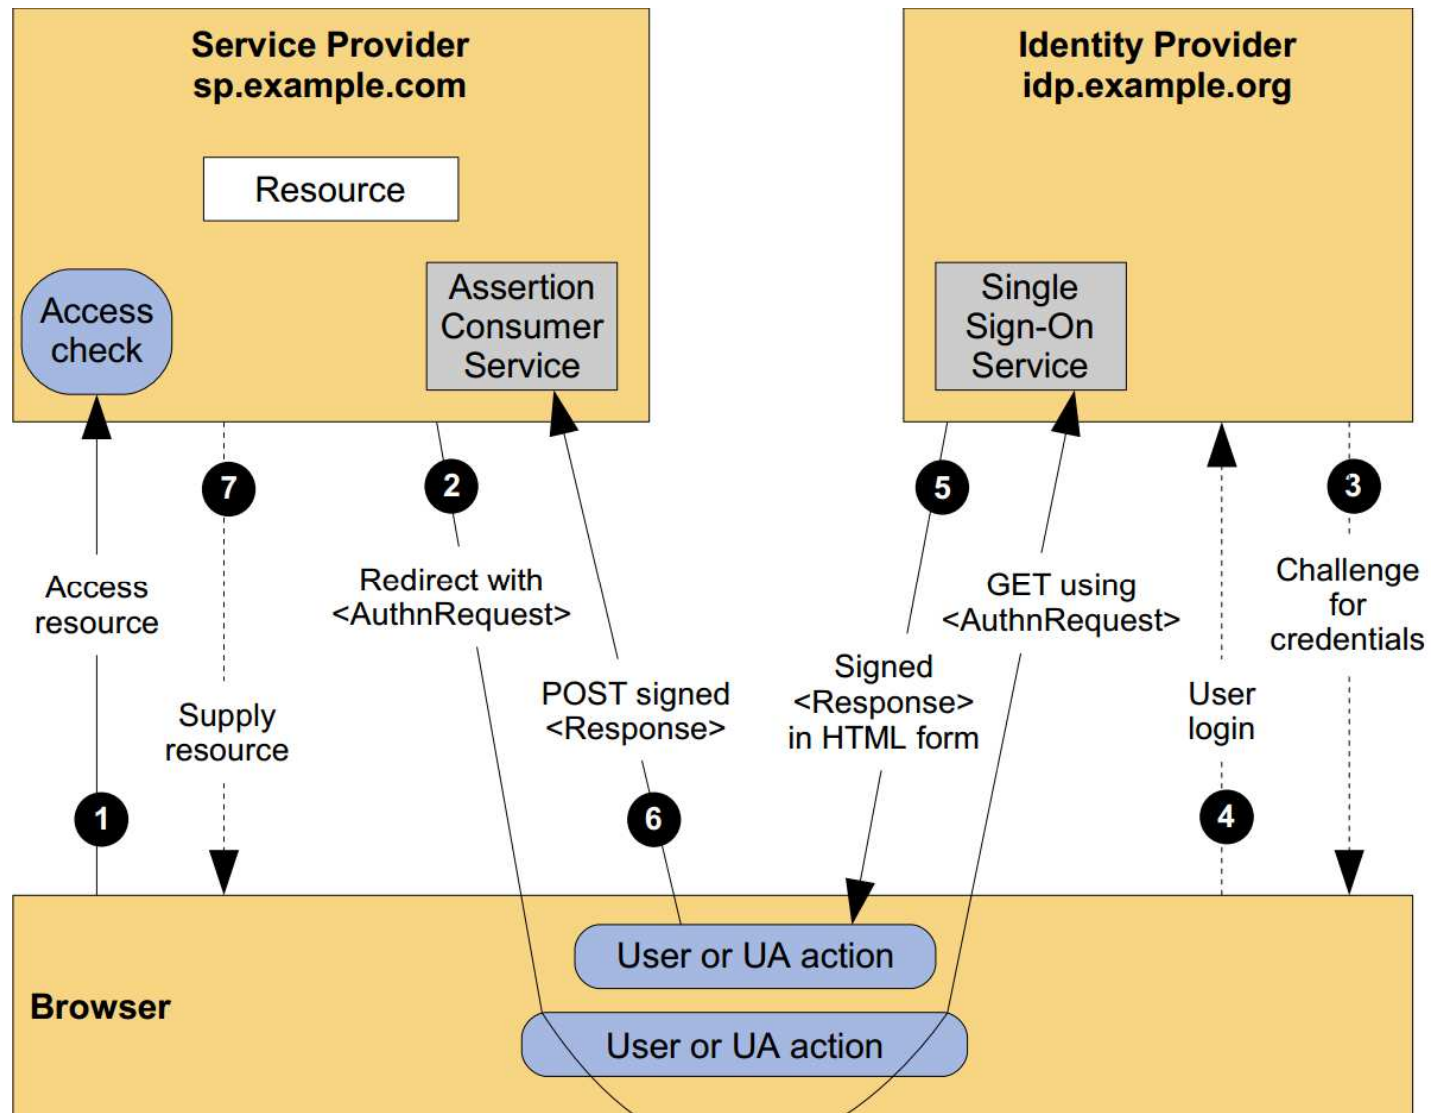 Service Provider
sp.example.com
Identity Provider
idp.example.org
Resource
Access
check
Assertion
Consumer
Service
Single
Sign-On
Service
7
2
5
3
Access
resource
Redirect with
<AuthnRequest>
GET using
<AuthnRequest>
Challenge
for
credentials
Supply
resource
POST signed
<Response>
Signed
<Response>
in HTML form
User
login
1
6
4
User or UA action
Browser
User or UA action